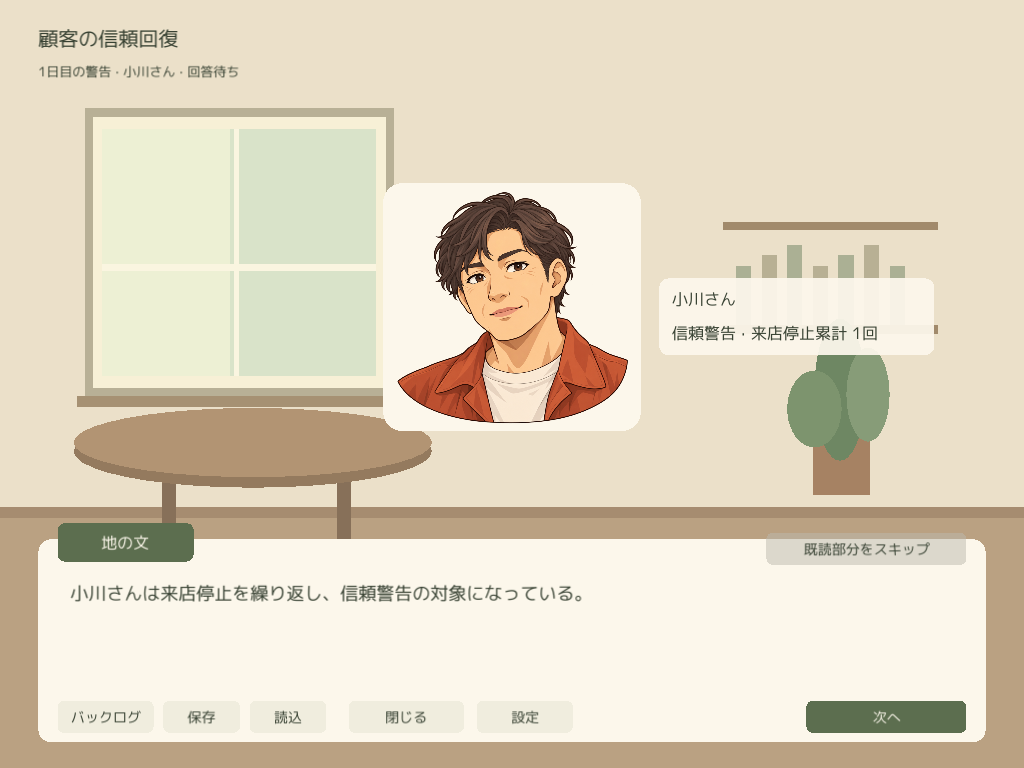 顧客の信頼回復
1日目の警告・小川さん・回答待ち
小川さん
信頼警告・来店停止累計 1回
地の文
既読部分をスキップ
小川さんは来店停止を繰り返し、信頼警告の対象になっている。
バックログ
保存
読込
閉じる
設定
次へ